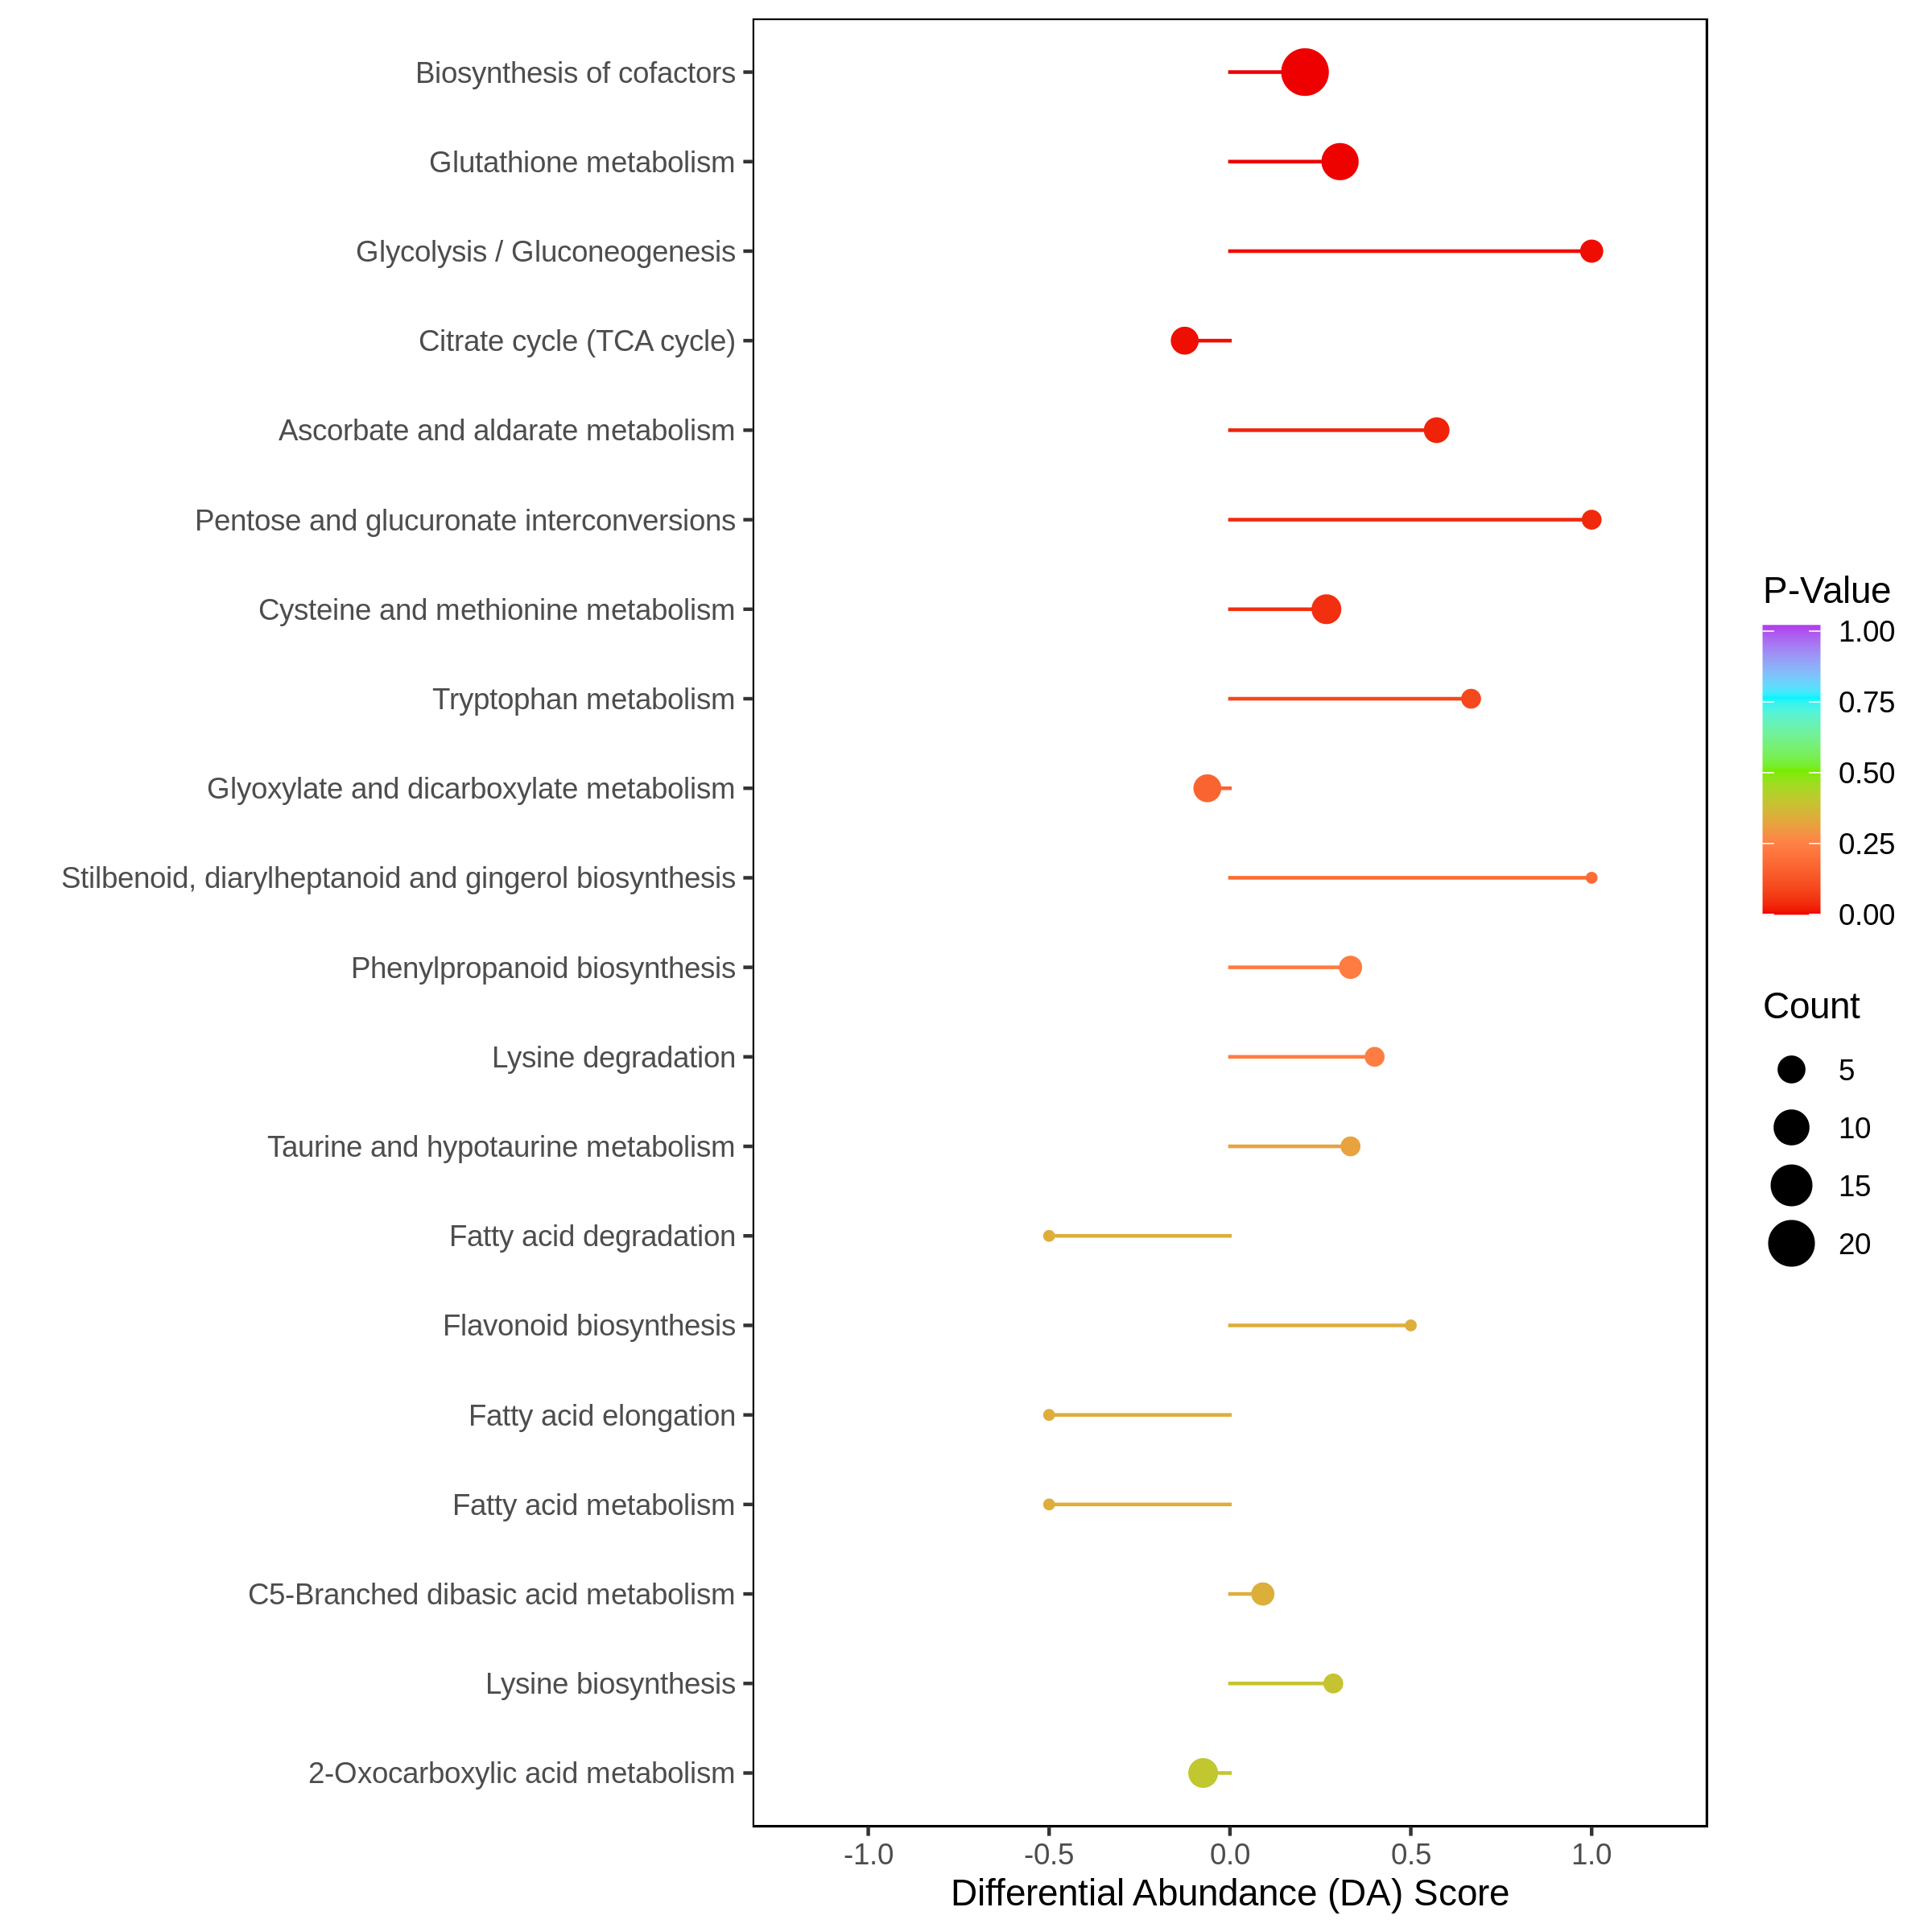 Biosynthesis of cofactors
Glutathione metabolism
Glycolysis / Gluconeogenesis
Citrate cycle (TCA cycle)
Ascorbate and aldarate metabolism
Pentose and glucuronate interconversions
Cysteine and methionine metabolism
Tryptophan metabolism
Glyoxylate and dicarboxylate metabolism
Stilbenoid, diarylheptanoid and gingerol biosynthesis
Phenylpropanoid biosynthesis
Lysine degradation
Taurine and hypotaurine metabolism
Fatty acid degradation
Flavonoid biosynthesis
Fatty acid elongation
Fatty acid metabolism
C5-Branched dibasic acid metabolism
Lysine biosynthesis
2-Oxocarboxylic acid metabolism
-1.0 -0.5 0.0 0.5 1.0
Differential Abundance (DA) Score
P-Value
1.00
0.75
0.50
0.25
0.00
Count
5
10
15
20